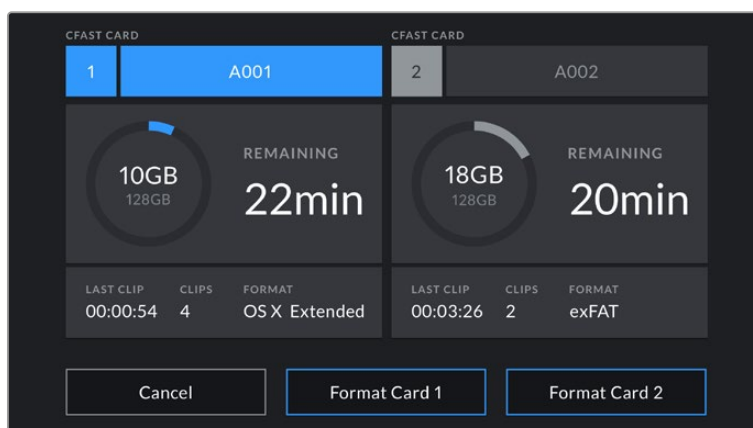 CFAST CARD
1 A001
10GB
128GB
REMAINING
22min
LAST CLIP CLIPS FORMAT
00:00:54 4 OS X Extended
CFAST CARD
2 A002
18GB
128GB
REMAINING
20min
LAST CLIP CLIPS FORMAT
00:03:26 2 exFAT
Cancel Format Card 1 Format Card 2